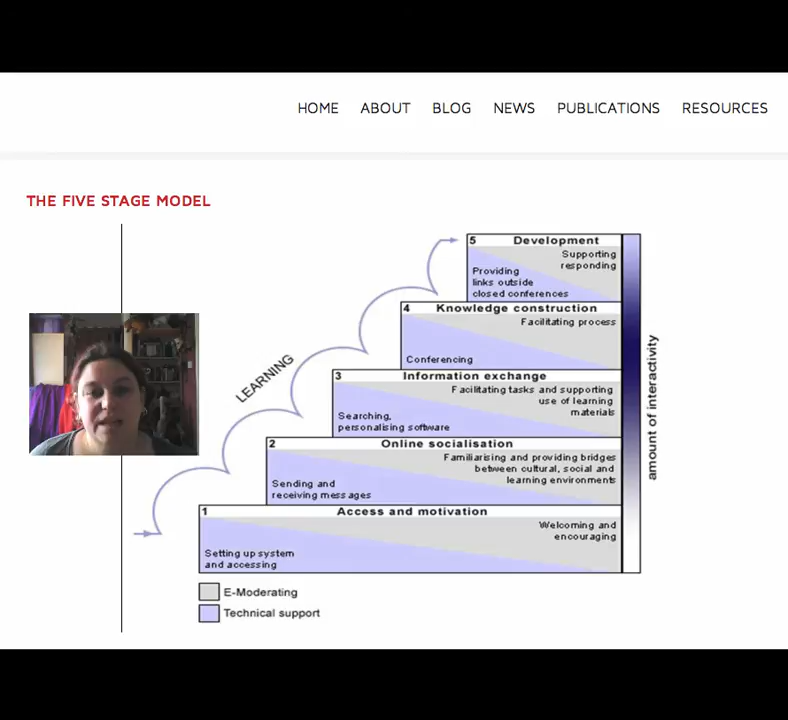 HOME ABOUT BLOG NEWS PUBLICATIONS RESOURCES
THE FIVE STAGE MODEL
5 Development
Supporting
responding
Providing
links outside
closed conferences
4 Knowledge construction
Facilitating process
Conferencing
3 Information exchange
Facilitating tasks and supporting
use of learning
materials
Searching,
personalising software
2 Online socialisation
Familiarising and providing bridges
between cultural, social and
learning environments
Sending and
receiving messages
1 Access and motivation
Welcoming and
encouraging
Setting up system
and accessing
LEARNING
amount of interactivity
E-Moderating
Technical support